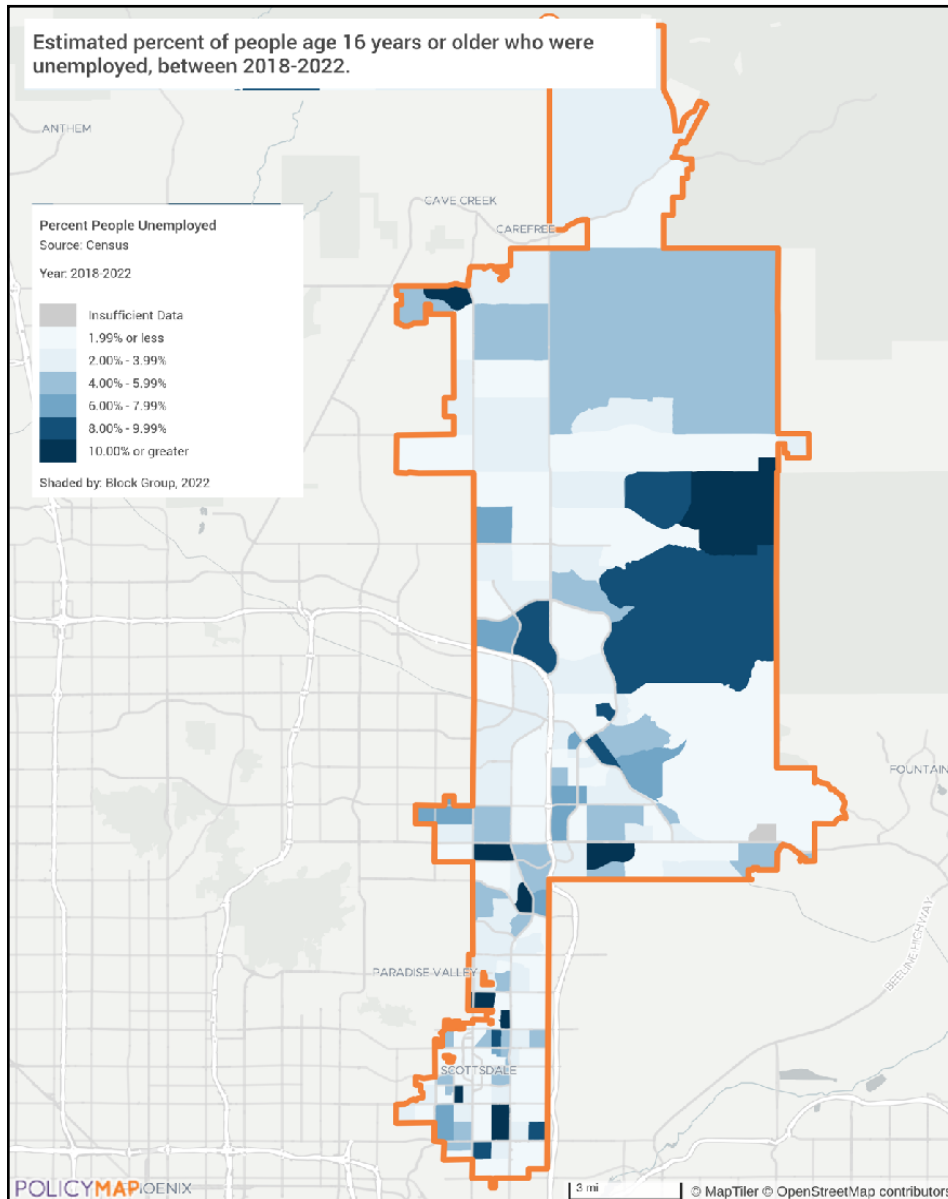 Estimated percent of people age 16 years or older who were
unemployed, between 2018-2022.
ANTHEM
CAVE CREEK
CAREFREE
Percent People Unemployed
Source: Census
Year: 2018-2022
Insufficient Data
1.99% or less
2.00% - 3.99%
4.00% - 5.99%
6.00% - 7.99%
8.00% - 9.99%
10.00% or greater
Shaded by: Block Group, 2022
FOUNTAIN
BEELINE HIGHWAY
PARADISE VALLEY
SCOTTSDALE
POLICYMAP
OENIX
3 mi
© MapTiler © OpenStreetMap contributors